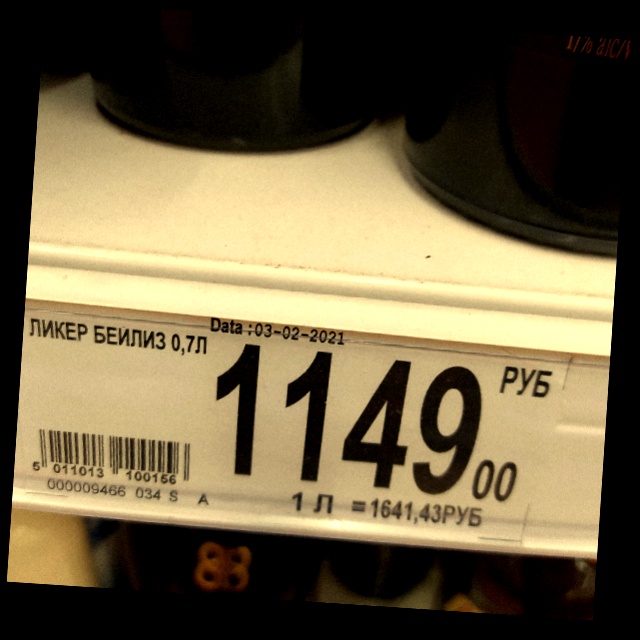 Data :03-02-2021
ЛИКЕР БЕЙЛИЗ 0,7Л
1149 00
РУБ
5 011013 100156
000009466 034 S A
1 Л =1641,43РУБ